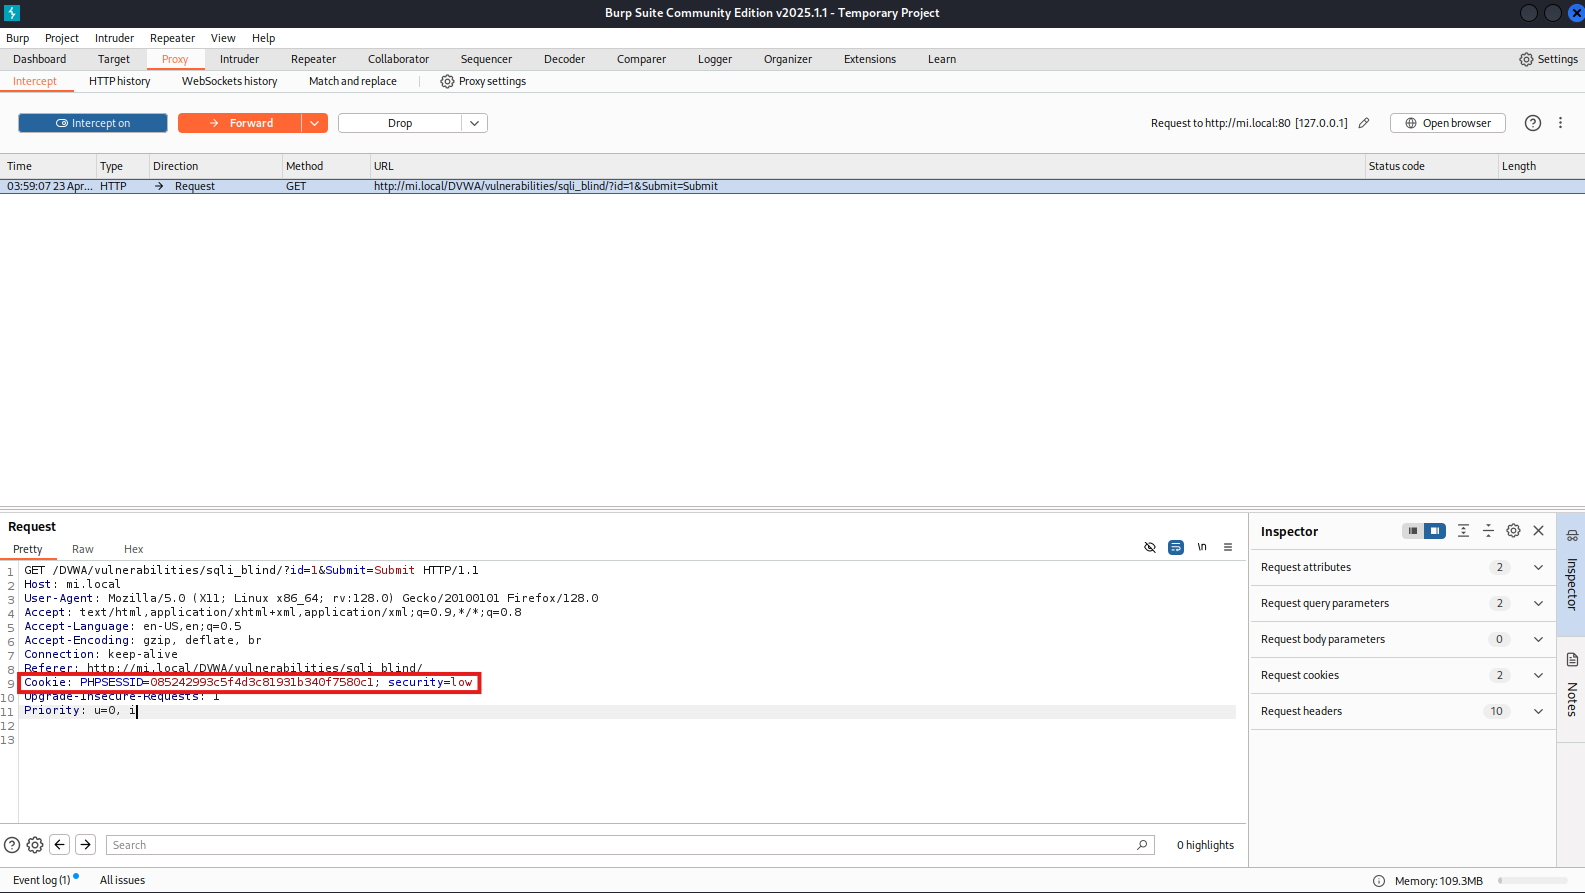 Burp Suite Community Edition v2025.1.1 - Temporary Project
Burp Project Intruder Repeater View Help
Dashboard Target Proxy Intruder Repeater Collaborator Sequencer Decoder Comparer Logger Organizer Extensions Learn Settings
Intercept HTTP history WebSockets history Match and replace Proxy settings
Intercept on Forward Drop Request to http://mi.local:80 [127.0.0.1] Open browser
Time Type Direction Method URL Status code Length
03:59:07 23 Apr... HTTP → Request GET http://mi.local/DVWA/vulnerabilities/sqli_blind/?id=1&Submit=Submit
Request
Pretty Raw Hex \n
1 GET /DVWA/vulnerabilities/sqli_blind/?id=1&Submit=Submit HTTP/1.1
2 Host: mi.local
3 User-Agent: Mozilla/5.0 (X11; Linux x86_64; rv:128.0) Gecko/20100101 Firefox/128.0
4 Accept: text/html,application/xhtml+xml,application/xml;q=0.9,*/*;q=0.8
5 Accept-Language: en-US,en;q=0.5
6 Accept-Encoding: gzip, deflate, br
7 Connection: keep-alive
8 Referer: http://mi.local/DVWA/vulnerabilities/sqli_blind/
9 Cookie: PHPSESSID=085242993c5f4d3c81931b340f7580c1; security=low
10 Upgrade-Insecure-Requests: 1
11 Priority: u=0, i
12
13
Inspector
Request attributes 2
Request query parameters 2
Request body parameters 0
Request cookies 2
Request headers 10
Inspector
Notes
Search 0 highlights
Event log (1) All issues Memory: 109.3MB